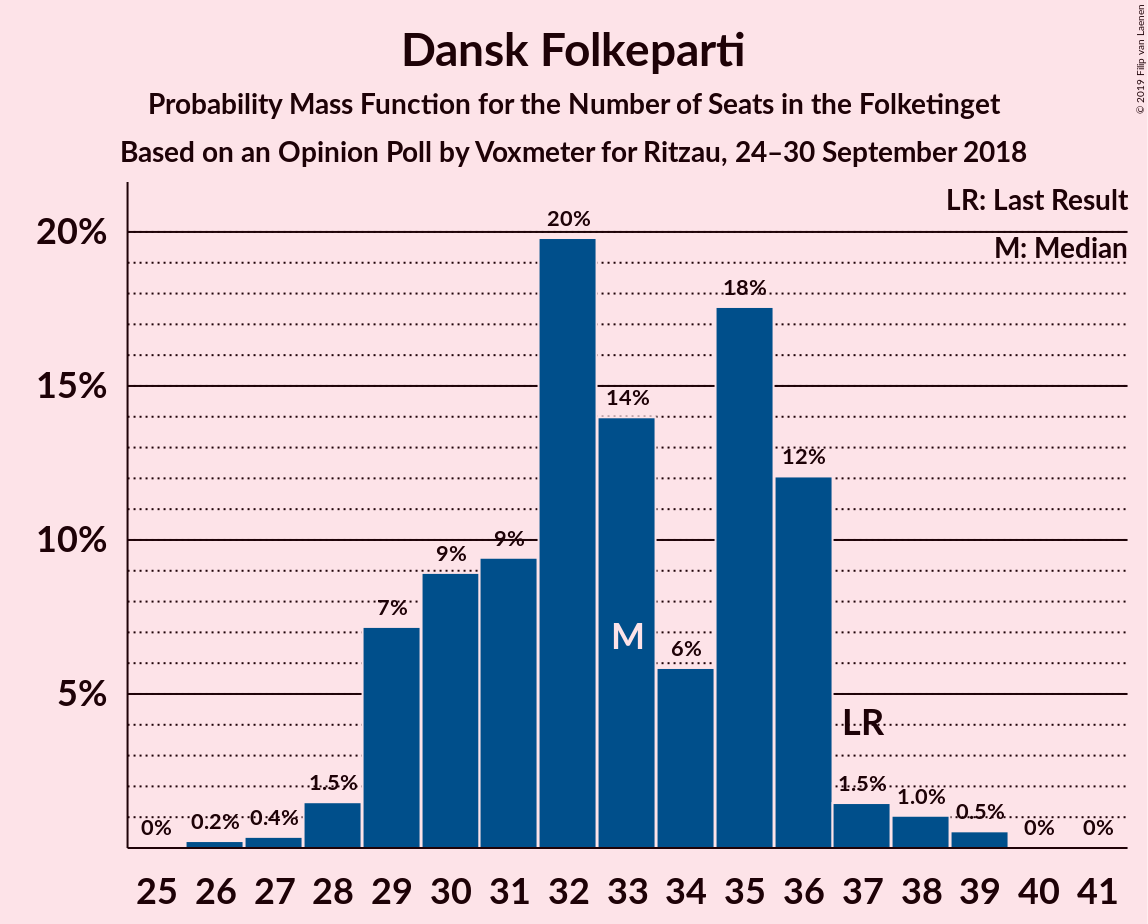 Dansk Folkeparti
Probability Mass Function for the Number of Seats in the Folketinget
Based on an Opinion Poll by Voxmeter for Ritzau, 24–30 September 2018
© 2019 Filip van Laenen
LR: Last Result
M: Median
20%
15%
10%
5%
0%
0.2%
0.4%
1.5%
7%
9%
9%
20%
14%
6%
18%
12%
1.5%
1.0%
0.5%
0%
0%
M
LR
25 26 27 28 29 30 31 32 33 34 35 36 37 38 39 40 41